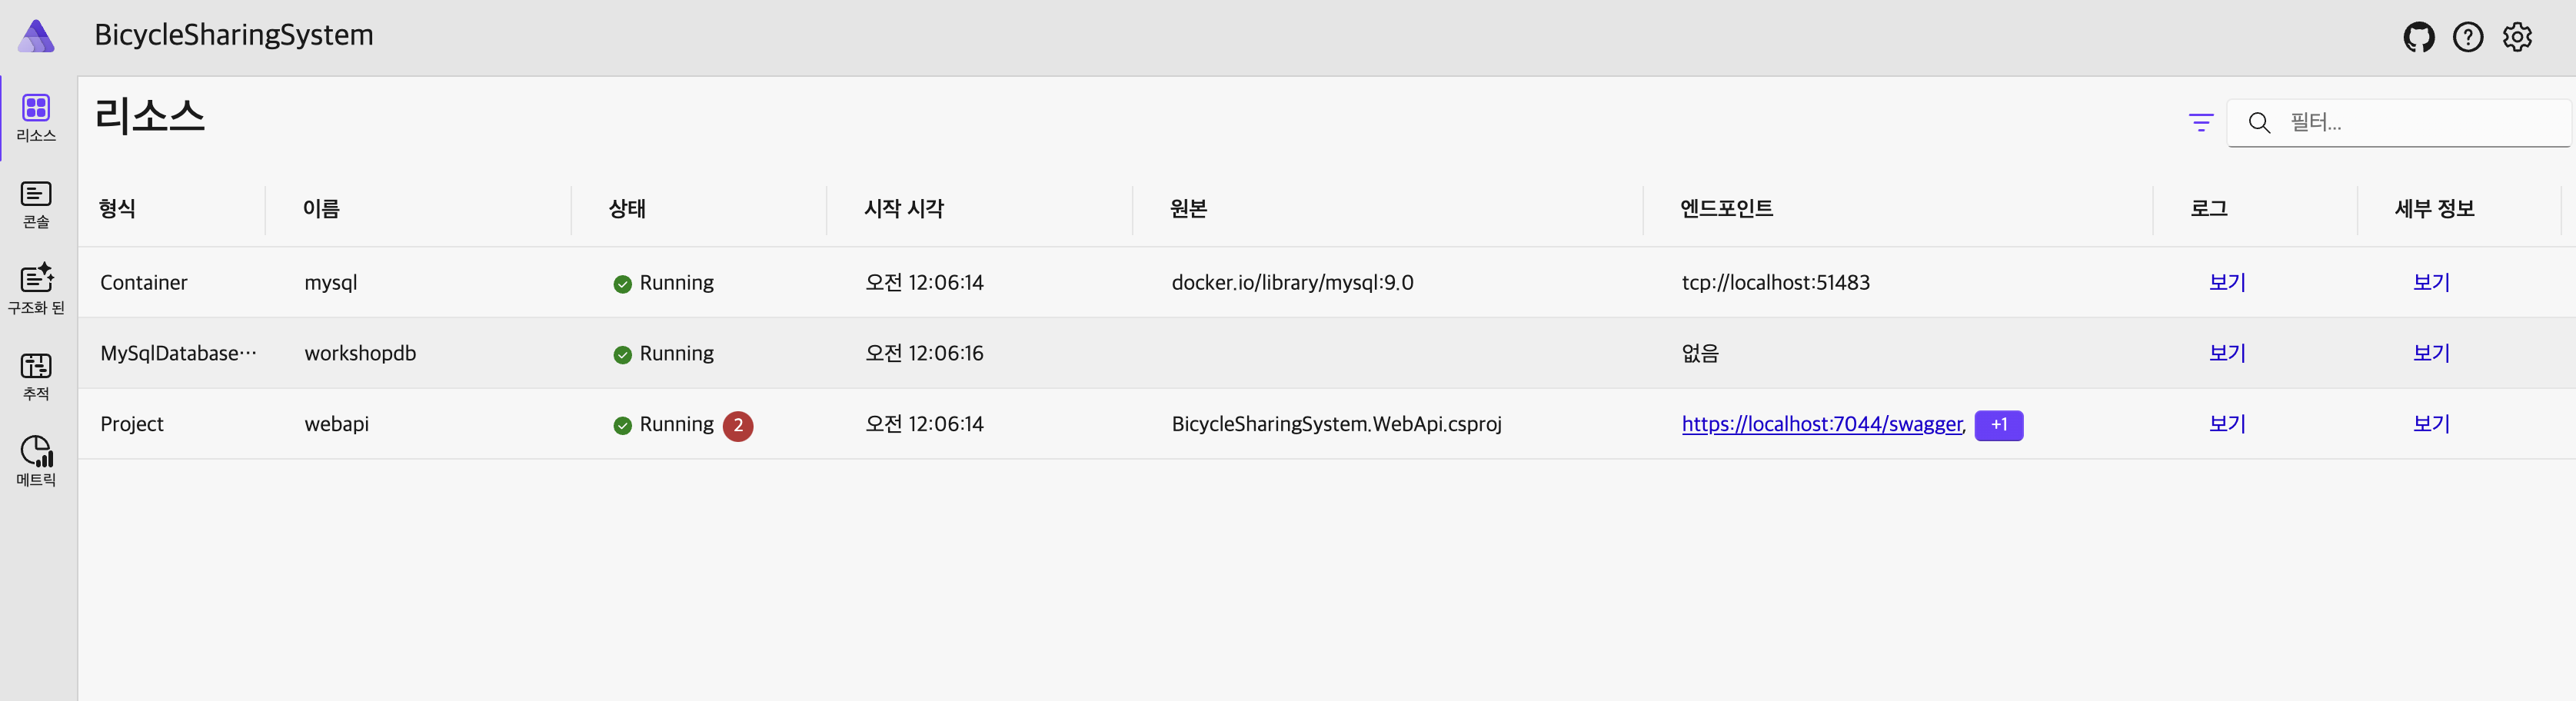 BicycleSharingSystem
리소스
필터...
리소스
콘솔
구조화 된
추적
메트릭
형식 이름 상태 시작 시각 원본 엔드포인트 로그 세부 정보
Container mysql Running 오전 12:06:14 docker.io/library/mysql:9.0 tcp://localhost:51483 보기 보기
MySqlDatabase… workshopdb Running 오전 12:06:16 없음 보기 보기
Project webapi Running 2 오전 12:06:14 BicycleSharingSystem.WebApi.csproj https://localhost:7044/swagger, +1 보기 보기